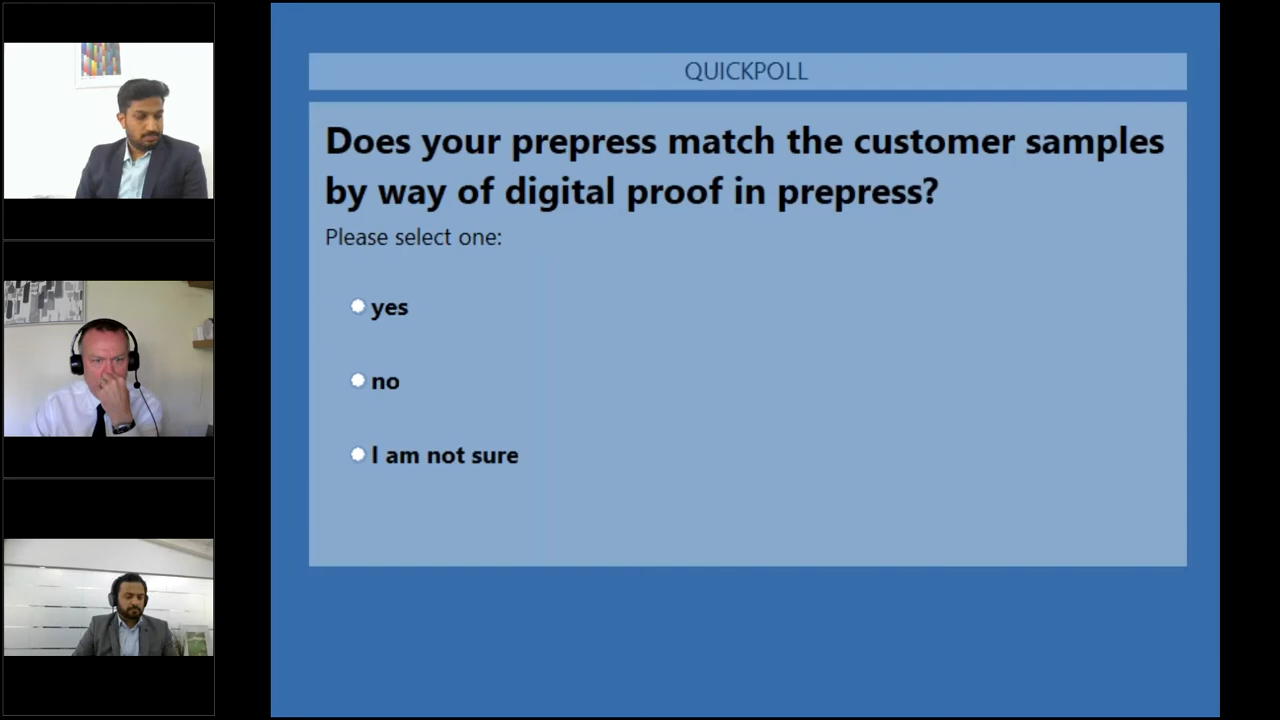 QUICKPOLL
Does your prepress match the customer samples
by way of digital proof in prepress?
Please select one:
yes
no
I am not sure